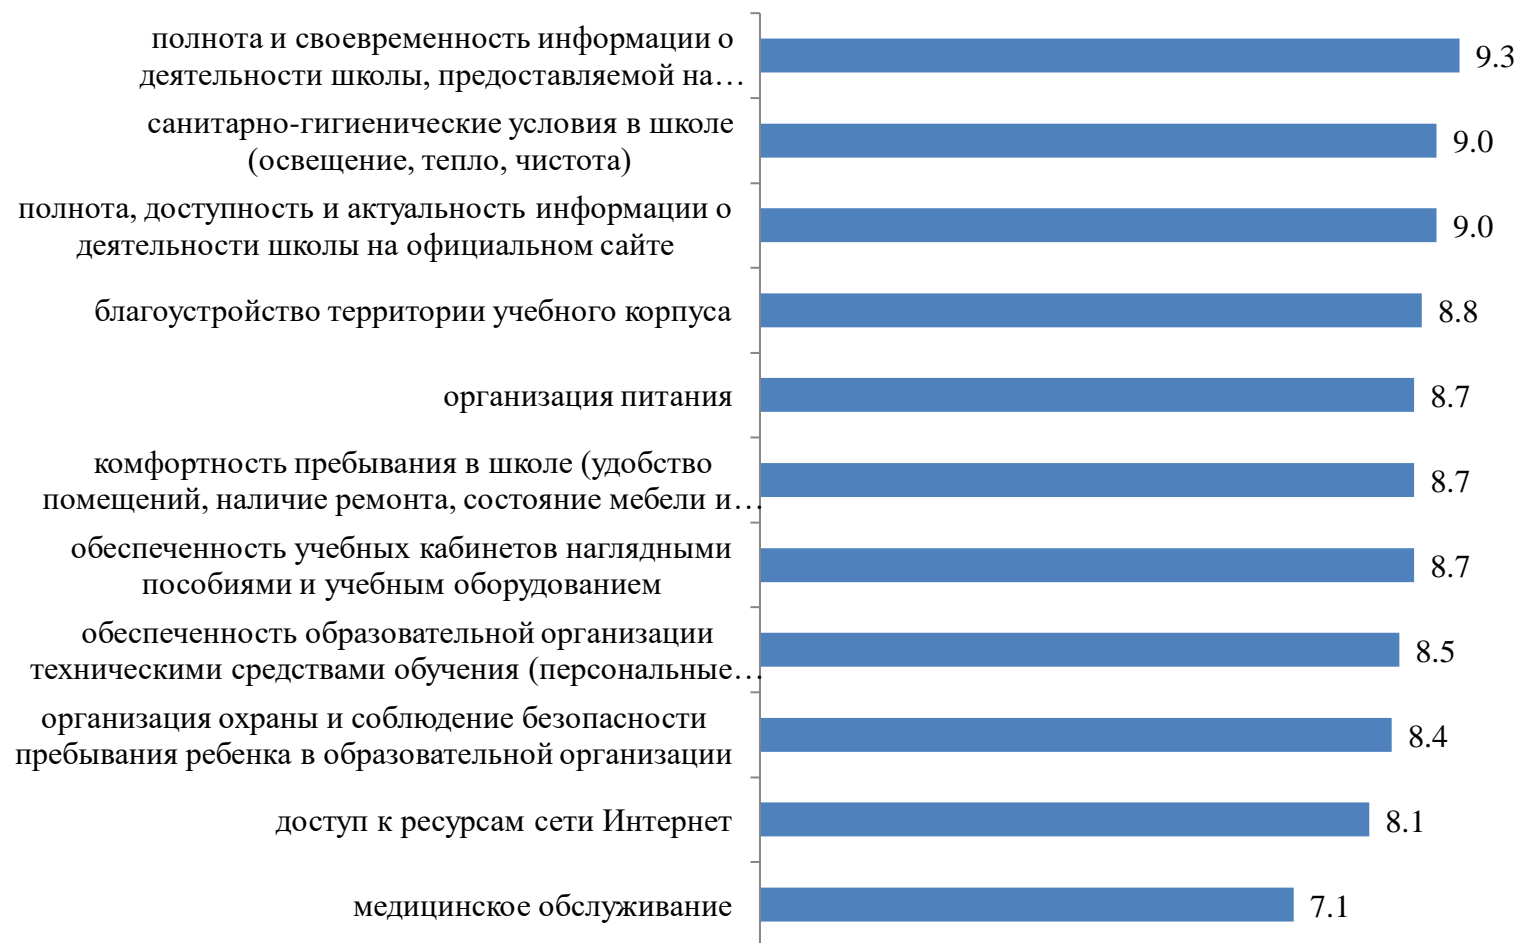 полнота и своевременность информации о
деятельности школы, предоставляемой на…
9.3
санитарно-гигиенические условия в школе
(освещение, тепло, чистота)
9.0
полнота, доступность и актуальность информации о
деятельности школы на официальном сайте
9.0
благоустройство территории учебного корпуса
8.8
организация питания
8.7
комфортность пребывания в школе (удобство
помещений, наличие ремонта, состояние мебели и…
8.7
обеспеченность учебных кабинетов наглядными
пособиями и учебным оборудованием
8.7
обеспеченность образовательной организации
техническими средствами обучения (персональные…
8.5
организация охраны и соблюдение безопасности
пребывания ребенка в образовательной организации
8.4
доступ к ресурсам сети Интернет
8.1
медицинское обслуживание
7.1